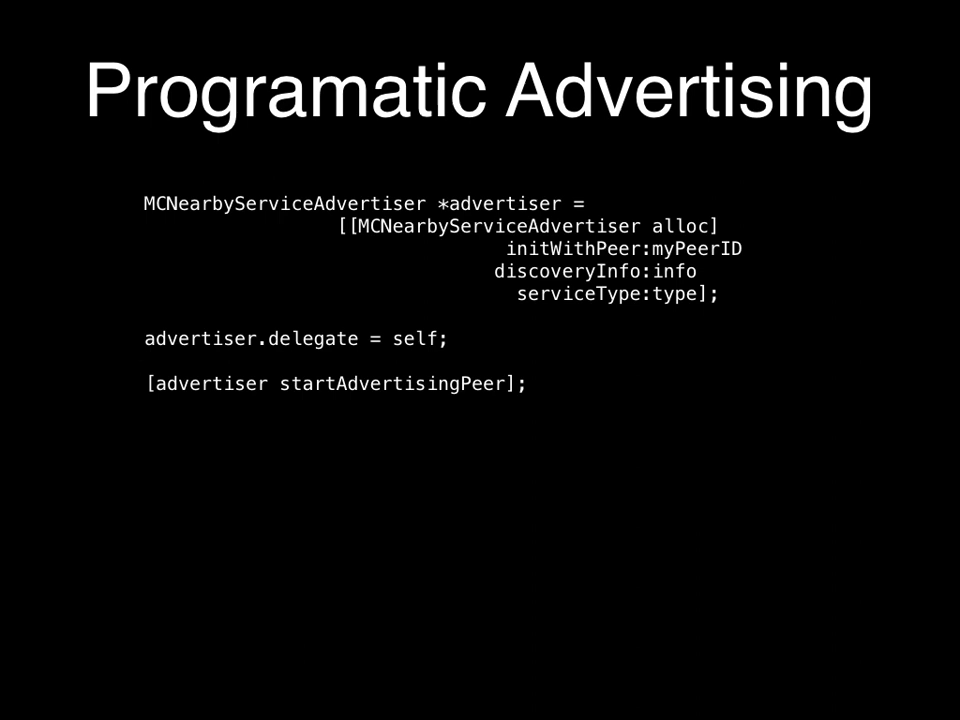 Programatic Advertising
MCNearbyServiceAdvertiser *advertiser =
[[MCNearbyServiceAdvertiser alloc]
initWithPeer:myPeerID
discoveryInfo:info
serviceType:type];
advertiser.delegate = self;
[advertiser startAdvertisingPeer];